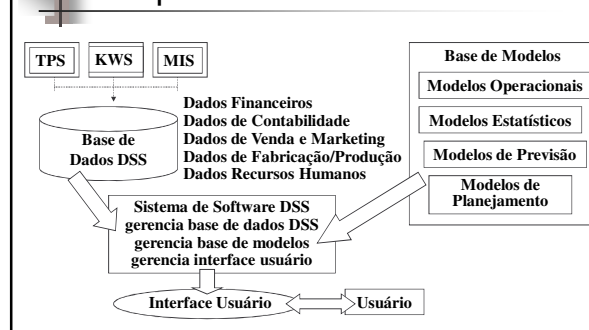 TPS
KWS
MIS
Base de
Dados DSS
Dados Financeiros
Dados de Contabilidade
Dados de Venda e Marketing
Dados de Fabricação/Produção
Dados Recursos Humanos
Base de Modelos
Modelos Operacionais
Modelos Estatísticos
Modelos de Previsão
Modelos de
Planejamento
Sistema de Software DSS
gerencia base de dados DSS
gerencia base de modelos
gerencia interface usuário
Interface Usuário
Usuário